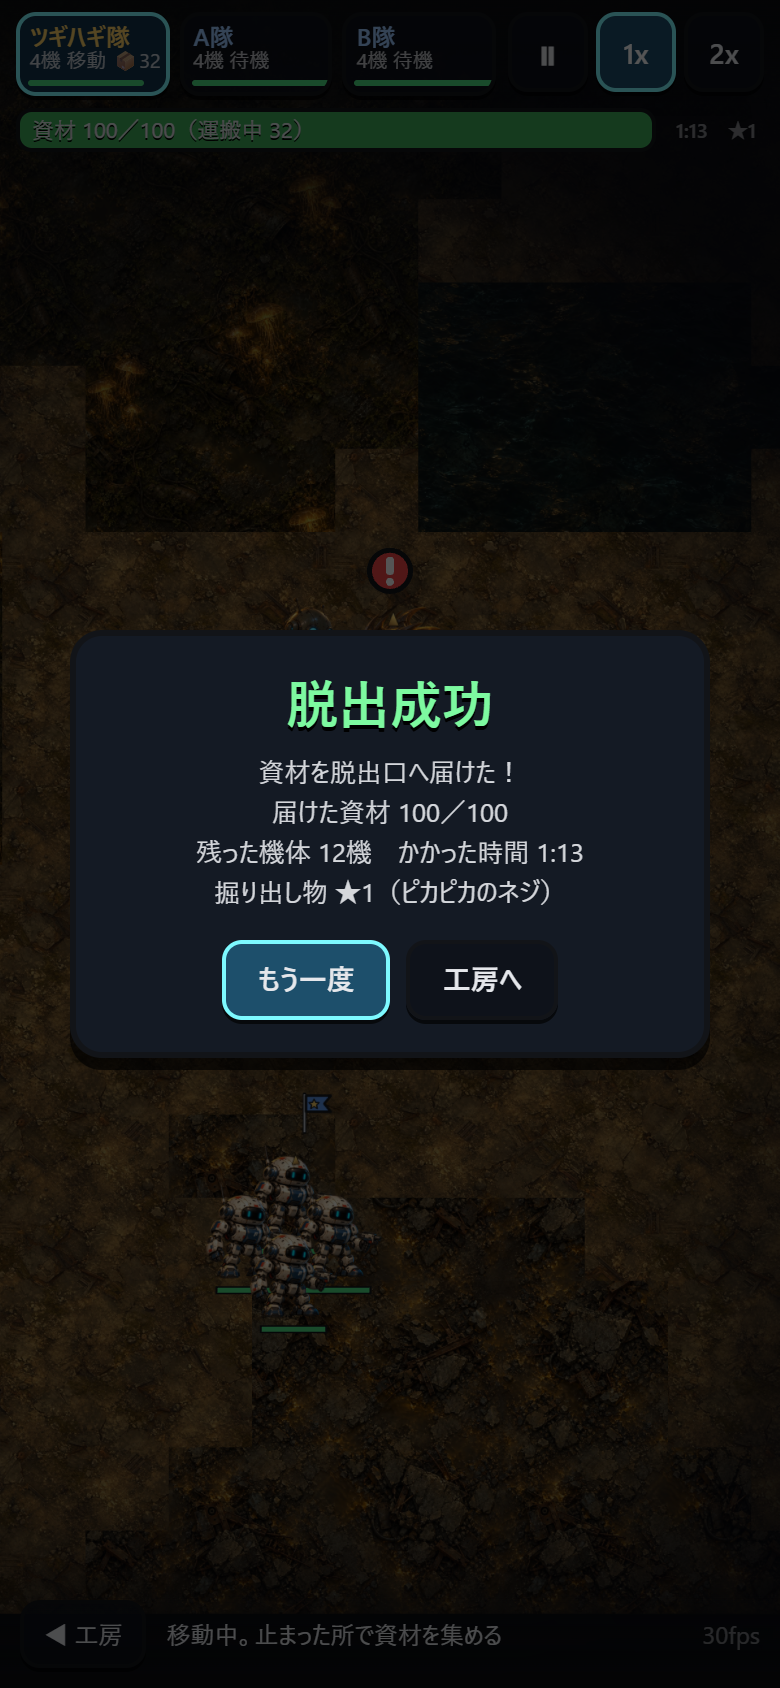 ツギハギ隊
4機 移動 32
A隊
4機 待機
B隊
4機 待機
1x
2x
資材 100／100（運搬中 32）
1:13 ★1
脱出成功
資材を脱出口へ届けた！
届けた資材 100／100
残った機体 12機　かかった時間 1:13
掘り出し物 ★1（ピカピカのネジ）
もう一度
工房へ
◀ 工房
移動中。止まった所で資材を集める
30fps